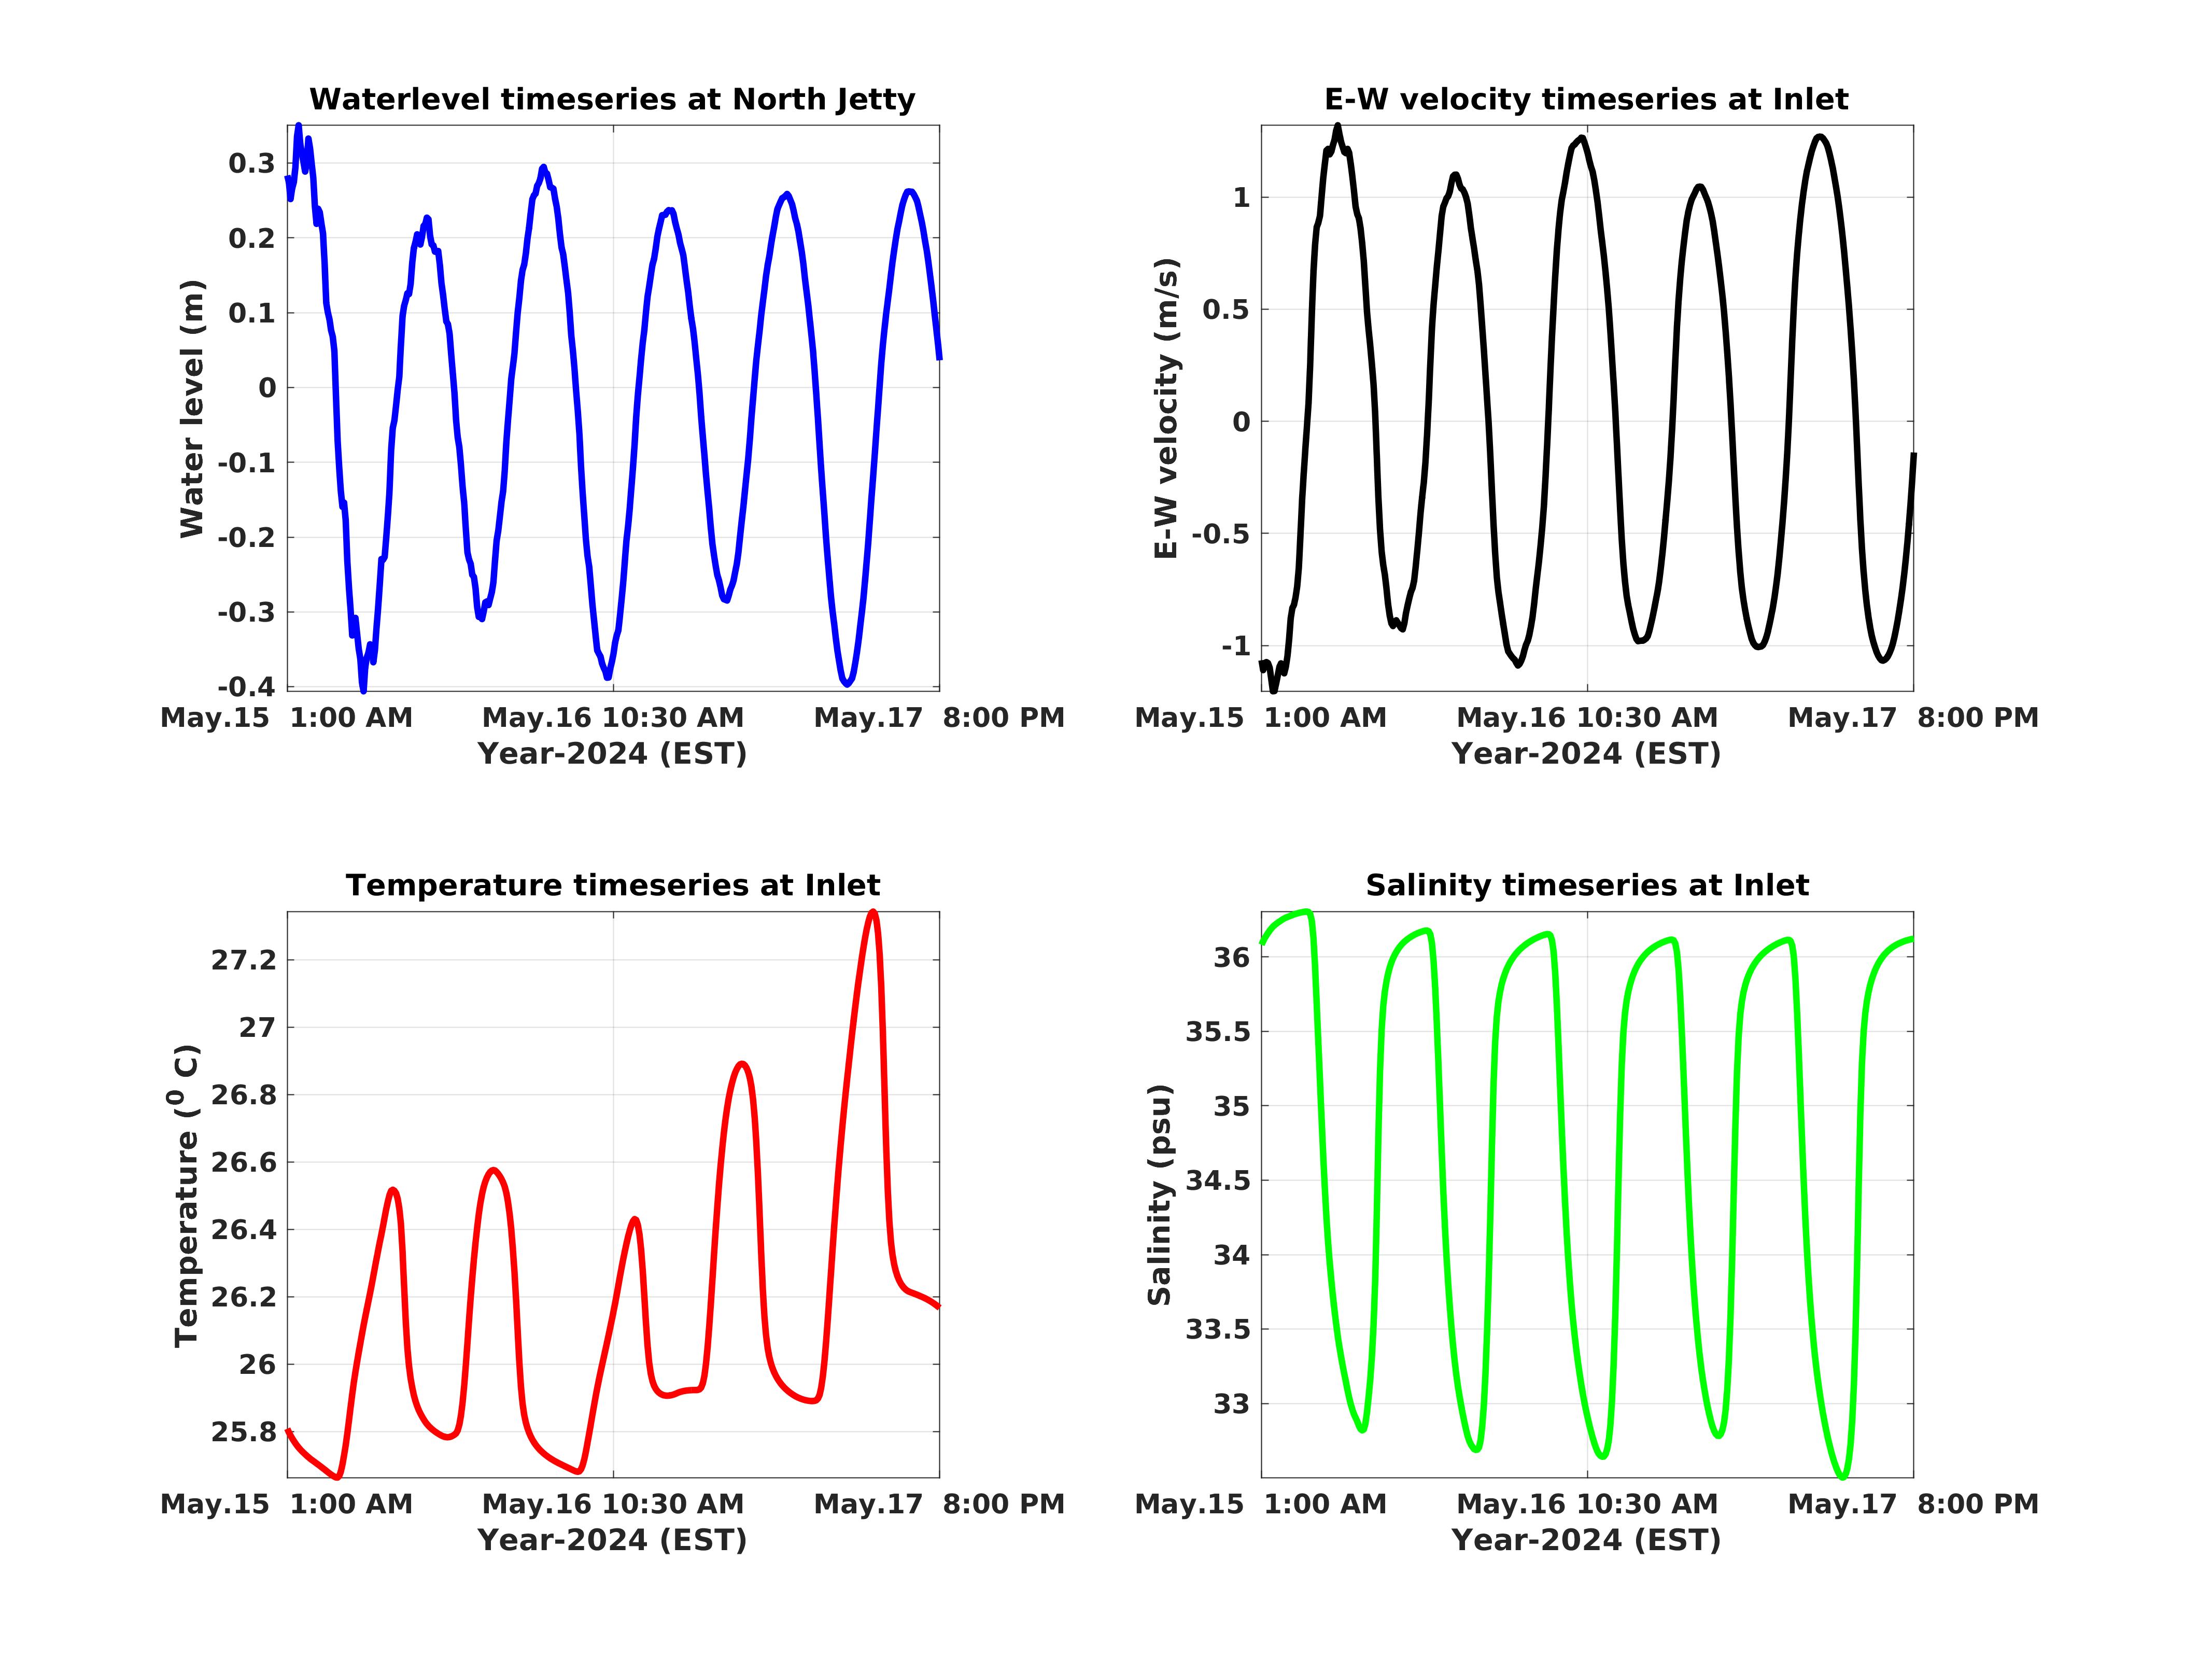 Waterlevel timeseries at North Jetty
0.3
0.2
0.1
0
-0.1
-0.2
-0.3
-0.4
Water level (m)
May.15 1:00 AM
May.16 10:30 AM
May.17 8:00 PM
Year-2024 (EST)
E-W velocity timeseries at Inlet
1
0.5
0
-0.5
-1
E-W velocity (m/s)
May.15 1:00 AM
May.16 10:30 AM
May.17 8:00 PM
Year-2024 (EST)
Temperature timeseries at Inlet
27.2
27
26.8
26.6
26.4
26.2
26
25.8
Temperature (⁰ C)
May.15 1:00 AM
May.16 10:30 AM
May.17 8:00 PM
Year-2024 (EST)
Salinity timeseries at Inlet
36
35.5
35
34.5
34
33.5
33
Salinity (psu)
May.15 1:00 AM
May.16 10:30 AM
May.17 8:00 PM
Year-2024 (EST)